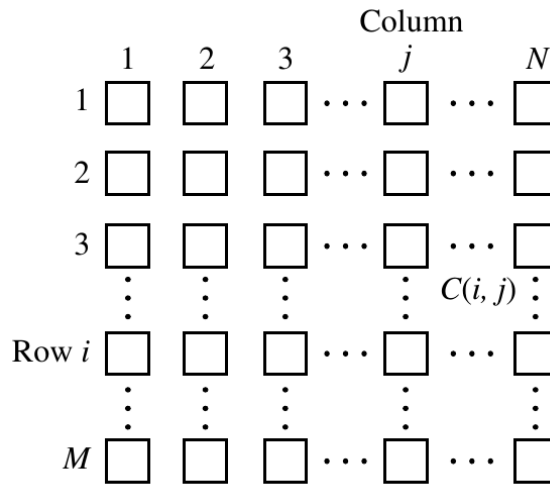 Column
1 2 3 j N
1 ··· ···
2 ··· ···
3 ··· ···
C(i, j)
Row i ··· ···
M ··· ···